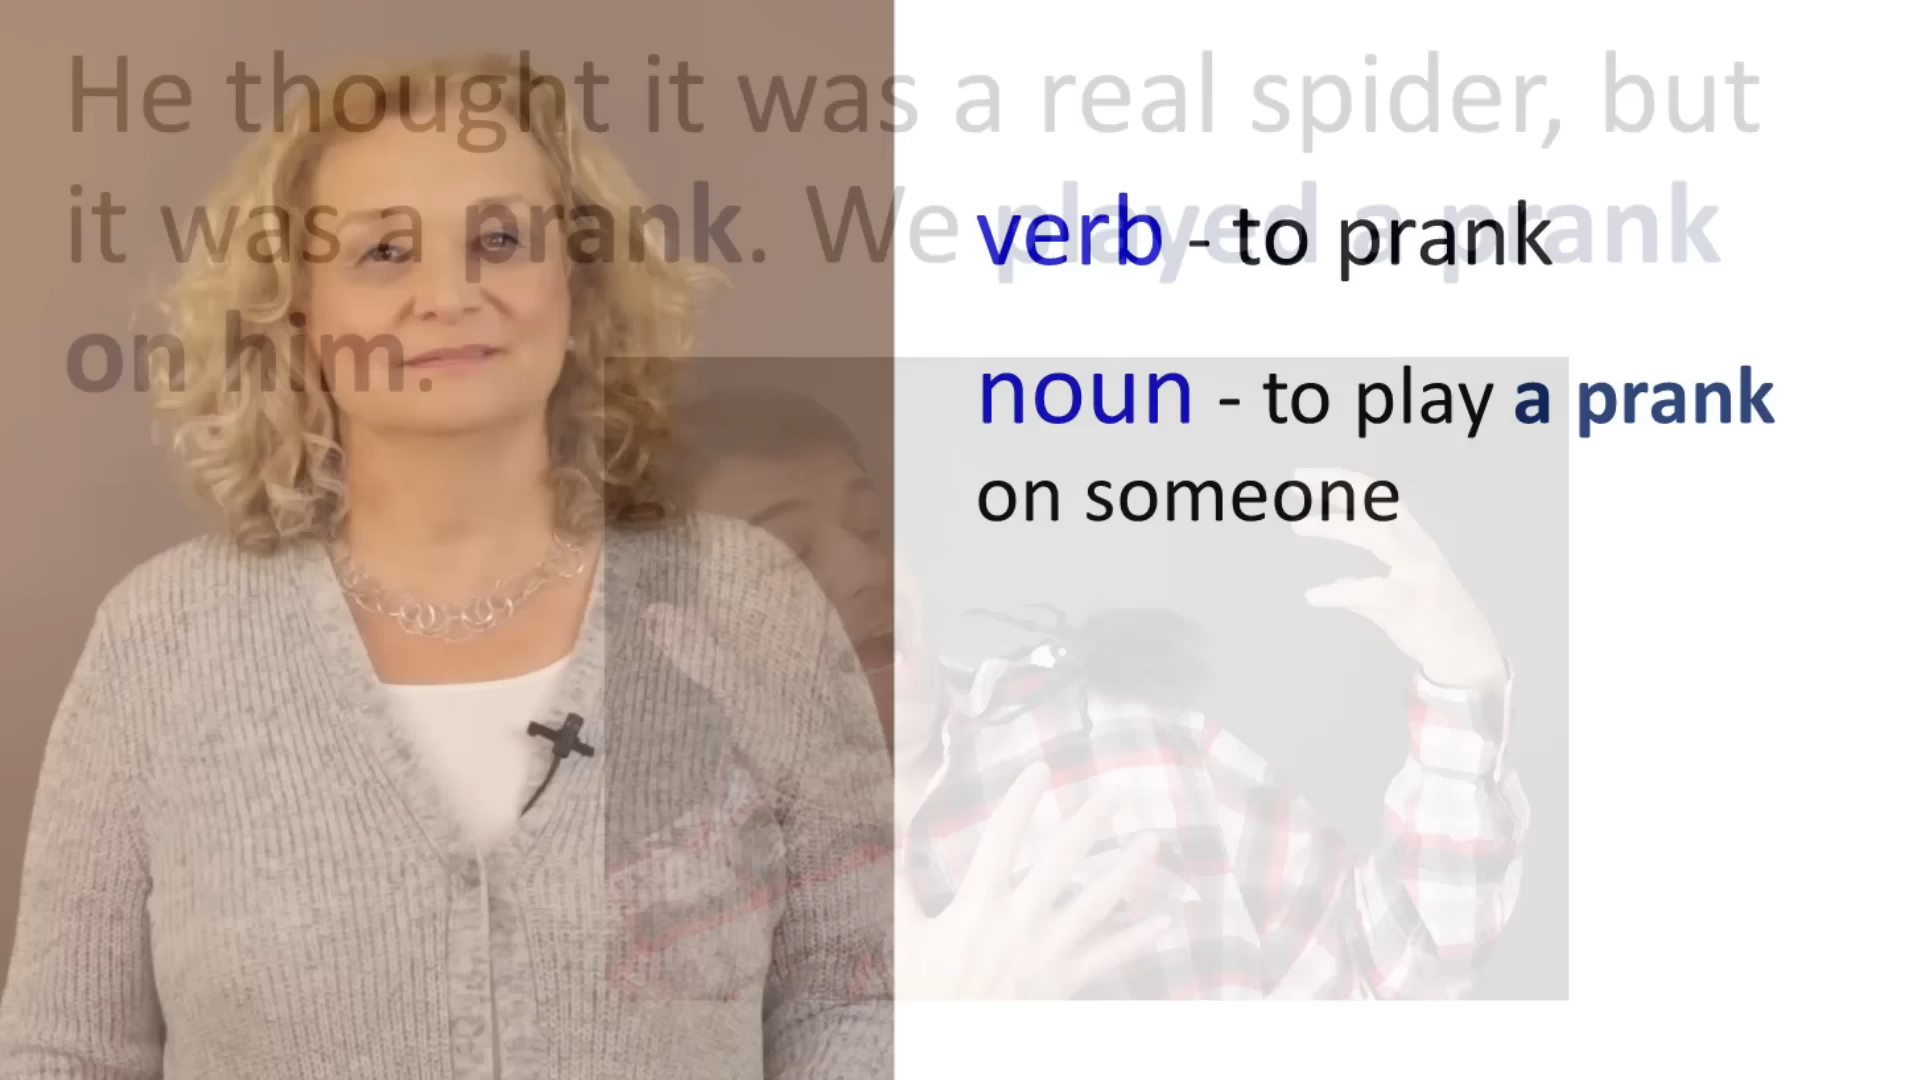 He thought it was a real spider, but
it was a prank. We played a prank
on him.
verb - to prank
noun - to play a prank
on someone